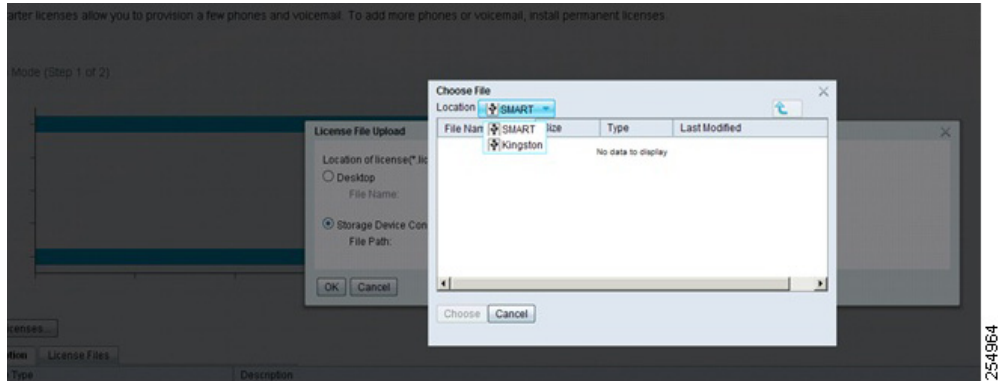 arter licenses allow you to provision a few phones and voicemail. To add more phones or voicemail, install permanent licenses
Mode (Step 1 of 2)
Choose File
Location SMART
SMART
Kingston
File Nam Size Type Last Modified
No data to display
Choose Cancel
License File Upload
Location of license(*.lic
Desktop
File Name:
Storage Device Con
File Path:
OK Cancel
icenses...
tion License Files
Type Description
254964